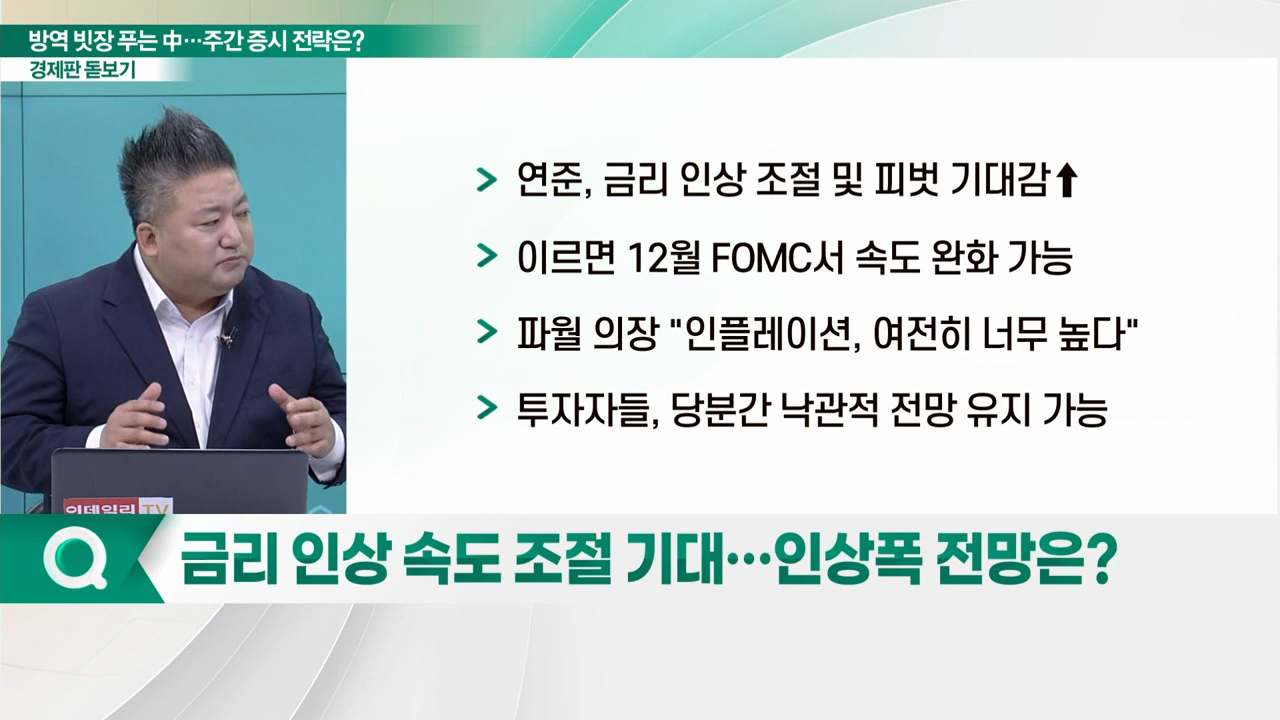 방역 빗장 푸는 中…주간 증시 전략은?
경제판 돋보기
> 연준, 금리 인상 조절 및 피벗 기대감⬆
> 이르면 12월 FOMC서 속도 완화 가능
> 파월 의장 "인플레이션, 여전히 너무 높다"
> 투자자들, 당분간 낙관적 전망 유지 가능
이데일리 TV
Q 금리 인상 속도 조절 기대…인상폭 전망은?